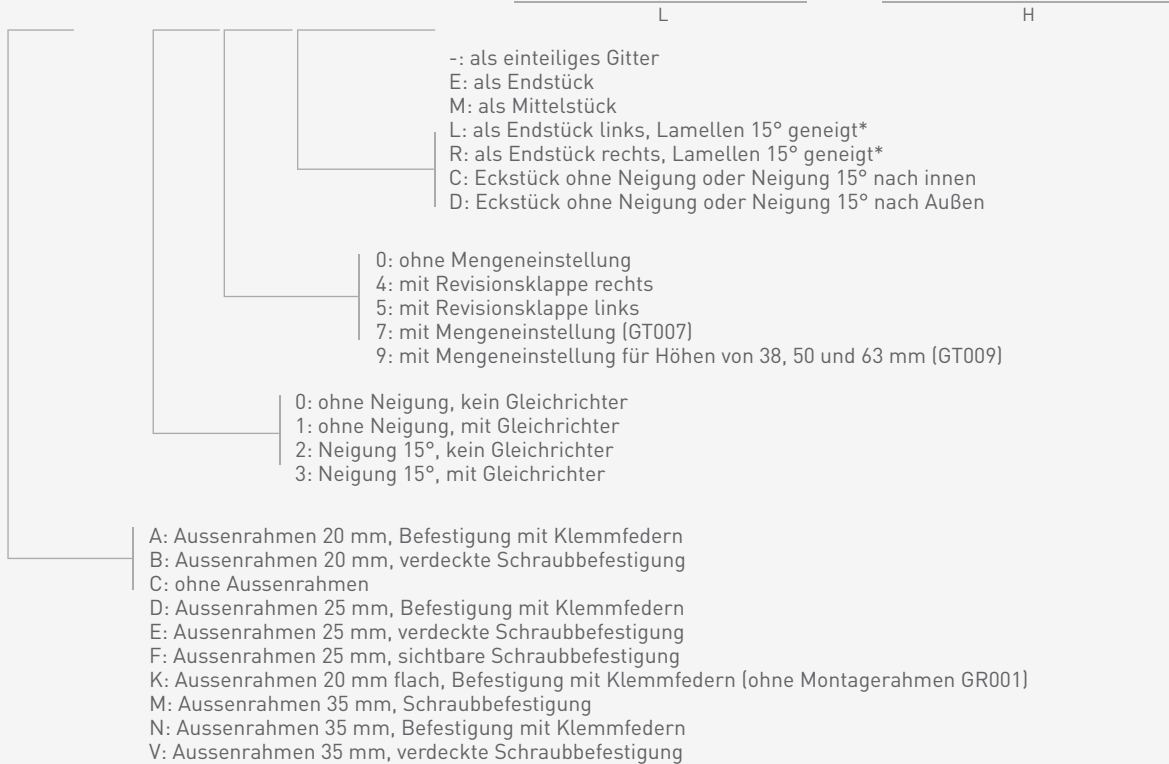 L H
-: als einteiliges Gitter
E: als Endstück
M: als Mittelstück
L: als Endstück links, Lamellen 15° geneigt*
R: als Endstück rechts, Lamellen 15° geneigt*
C: Eckstück ohne Neigung oder Neigung 15° nach innen
D: Eckstück ohne Neigung oder Neigung 15° nach Außen
0: ohne Mengeneinstellung
4: mit Revisionsklappe rechts
5: mit Revisionsklappe links
7: mit Mengeneinstellung (GT007)
9: mit Mengeneinstellung für Höhen von 38, 50 und 63 mm (GT009)
0: ohne Neigung, kein Gleichrichter
1: ohne Neigung, mit Gleichrichter
2: Neigung 15°, kein Gleichrichter
3: Neigung 15°, mit Gleichrichter
A: Aussenrahmen 20 mm, Befestigung mit Klemmfedern
B: Aussenrahmen 20 mm, verdeckte Schraubbefestigung
C: ohne Aussenrahmen
D: Aussenrahmen 25 mm, Befestigung mit Klemmfedern
E: Aussenrahmen 25 mm, verdeckte Schraubbefestigung
F: Aussenrahmen 25 mm, sichtbare Schraubbefestigung
K: Aussenrahmen 20 mm flach, Befestigung mit Klemmfedern (ohne Montagerahmen GR001)
M: Aussenrahmen 35 mm, Schraubbefestigung
N: Aussenrahmen 35 mm, Befestigung mit Klemmfedern
V: Aussenrahmen 35 mm, verdeckte Schraubbefestigung